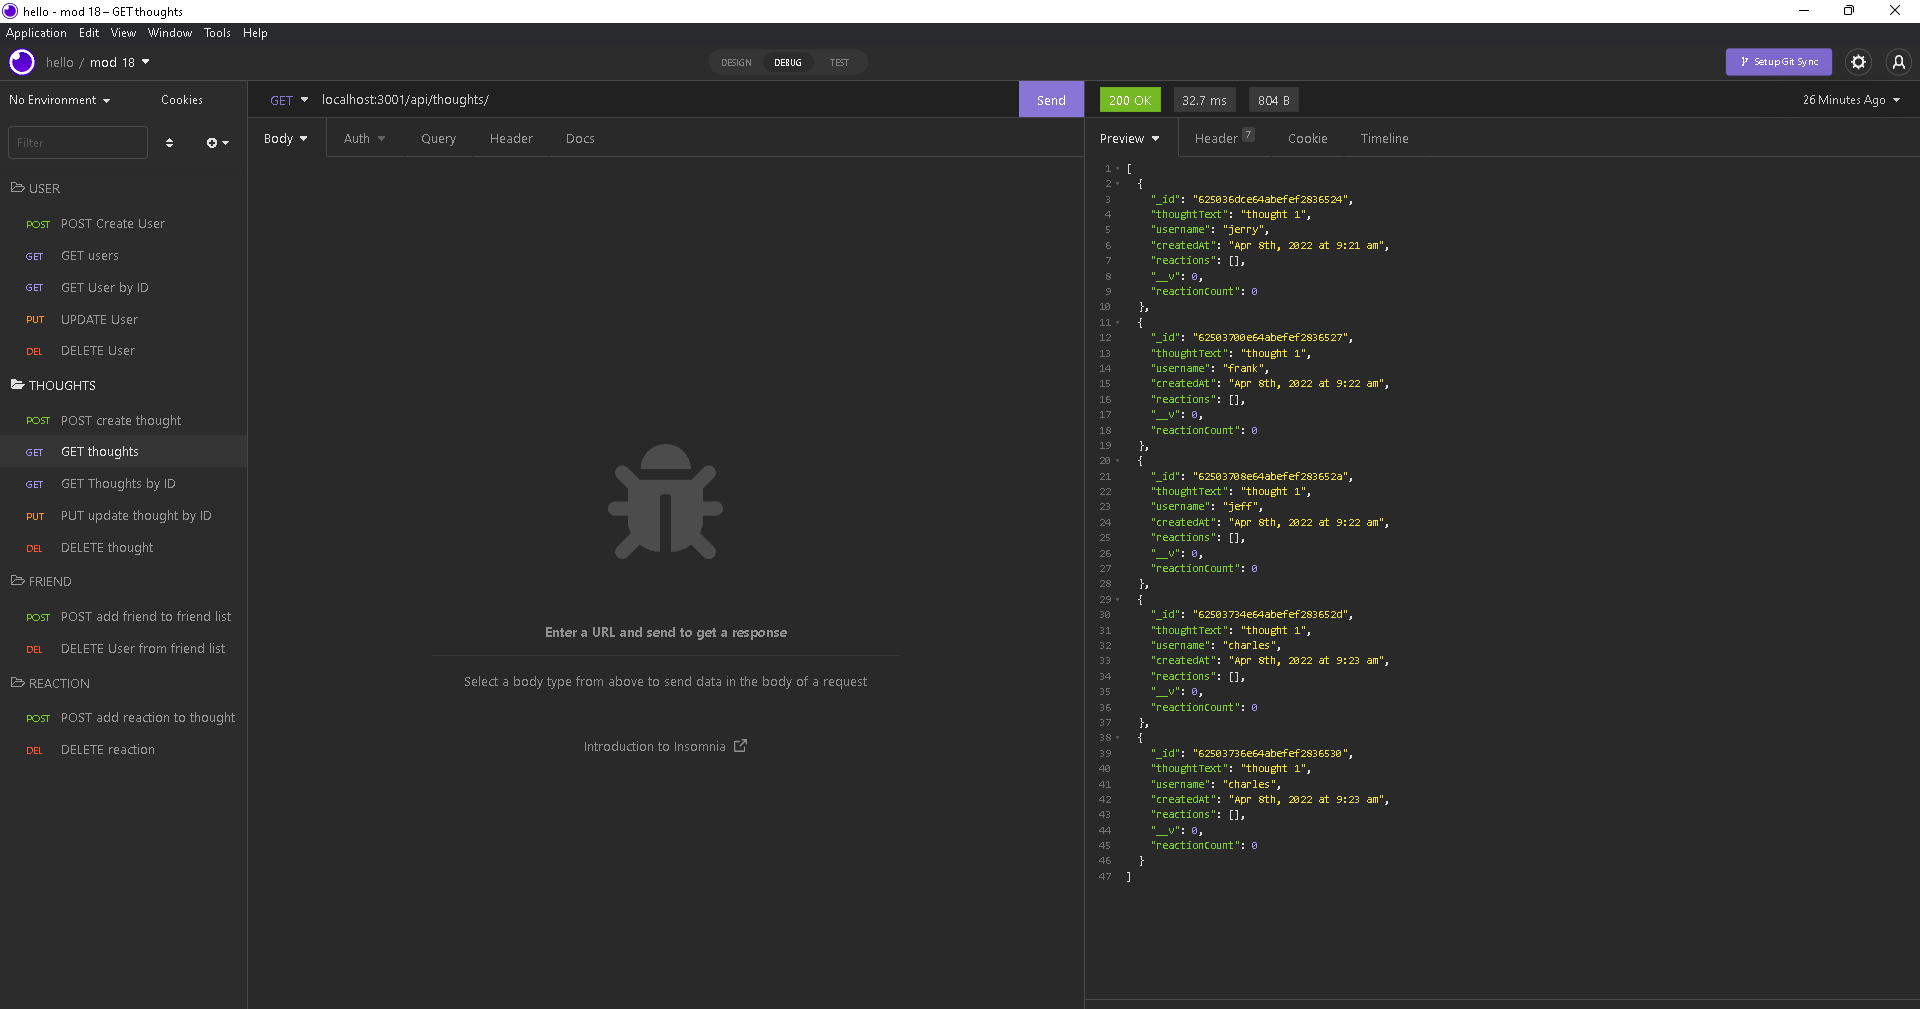 hello - mod 18 – GET thoughts
Application Edit View Window Tools Help
hello / mod 18
DESIGN DEBUG TEST
Setup Git Sync
No Environment
Cookies
GET localhost:3001/api/thoughts/
Send
200 OK 32.7 ms 804 B
26 Minutes Ago
Filter
Body Auth Query Header Docs
Preview Header 7 Cookie Timeline
USER
POST POST Create User
GET GET users
GET GET User by ID
PUT UPDATE User
DEL DELETE User
THOUGHTS
POST POST create thought
GET GET thoughts
GET GET Thoughts by ID
PUT PUT update thought by ID
DEL DELETE thought
FRIEND
POST POST add friend to friend list
DEL DELETE User from friend list
REACTION
POST POST add reaction to thought
DEL DELETE reaction
Enter a URL and send to get a response
Select a body type from above to send data in the body of a request
Introduction to Insomnia
1 [
2 {
3 "_id": "625036dce64abefef2836524",
4 "thoughtText": "thought 1",
5 "username": "jerry",
6 "createdAt": "Apr 8th, 2022 at 9:21 am",
7 "reactions": [],
8 "__v": 0,
9 "reactionCount": 0
10 },
11 {
12 "_id": "62503700e64abefef2836527",
13 "thoughtText": "thought 1",
14 "username": "frank",
15 "createdAt": "Apr 8th, 2022 at 9:22 am",
16 "reactions": [],
17 "__v": 0,
18 "reactionCount": 0
19 },
20 {
21 "_id": "62503708e64abefef283652a",
22 "thoughtText": "thought 1",
23 "username": "jeff",
24 "createdAt": "Apr 8th, 2022 at 9:22 am",
25 "reactions": [],
26 "__v": 0,
27 "reactionCount": 0
28 },
29 {
30 "_id": "62503734e64abefef283652d",
31 "thoughtText": "thought 1",
32 "username": "charles",
33 "createdAt": "Apr 8th, 2022 at 9:23 am",
34 "reactions": [],
35 "__v": 0,
36 "reactionCount": 0
37 },
38 {
39 "_id": "62503736e64abefef2836530",
40 "thoughtText": "thought 1",
41 "username": "charles",
42 "createdAt": "Apr 8th, 2022 at 9:23 am",
43 "reactions": [],
44 "__v": 0,
45 "reactionCount": 0
46 }
47 ]